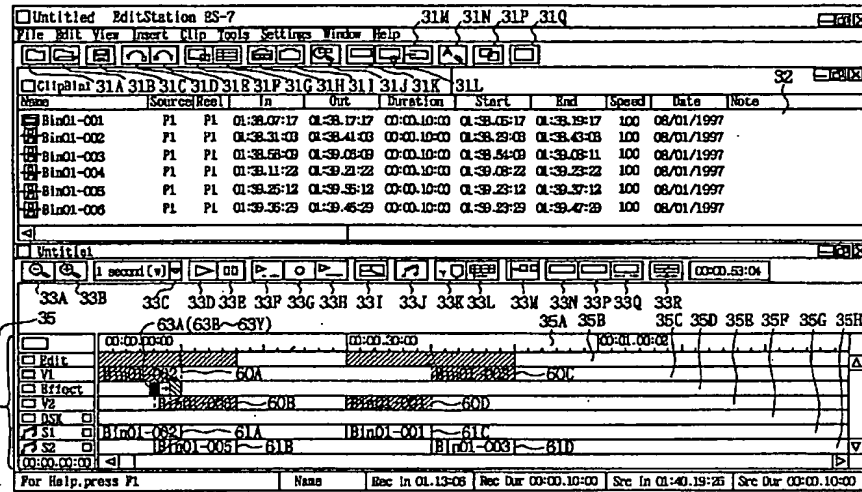 Untitled EditStation ES-7
31M 31N 31P 31Q
File Edit View Insert Clip Tools Settings Window Help
ClipBin1 31A 31B 31C 31D 31E 31F 31G 31H 31I 31J 31K 31L
32
Name Source Reel In Out Duration Start End Speed Date Note
Bin01-001 P1 P1 01:38.07:17 01:38.17:17 00:00.10:00 01:38.05:17 01:38.19:17 100 08/01/1997
Bin01-002 P1 P1 01:38.31:03 01:38.41:03 00:00.10:00 01:38.29:03 01:38.43:03 100 08/01/1997
Bin01-003 P1 P1 01:38.56:09 01:39.06:09 00:00.10:00 01:38.54:09 01:39.08:11 100 08/01/1997
Bin01-004 P1 P1 01:39.11:22 01:39.21:22 00:00.10:00 01:39.08:22 01:39.23:22 100 08/01/1997
Bin01-005 P1 P1 01:39.25:12 01:39.35:12 00:00.10:00 01:39.23:12 01:39.37:12 100 08/01/1997
Bin01-006 P1 P1 01:39.35:29 01:39.45:29 00:00.10:00 01:39.23:29 01:39.47:29 100 08/01/1997
Untitle1
1 second(w) 00:00.53:04
33A 33B 33C 33D 33E 33F 33G 33H 33I 33J 33K 33L 33M 33N 33P 33Q 33R
35 63A(63B~63Y) 35A 35B 35C 35D 35E 35F 35G 35H
00:00.00:00 00:00.30:00 00:01.00:02
Edit
V1 Bin01-002 60A 60C
Effect
V2 60B Bin01-001 60D
DSK
S1 Bin01-002 61A Bin01-001 61C
S2 Bin01-005 61B Bin01-003 61D
00:00.00:00
For Help,press F1 Name Rec In 01.13:06 Rec Dur 00:00.10:00 Src In 01:40.19:26 Src Dur 00:00.10:00